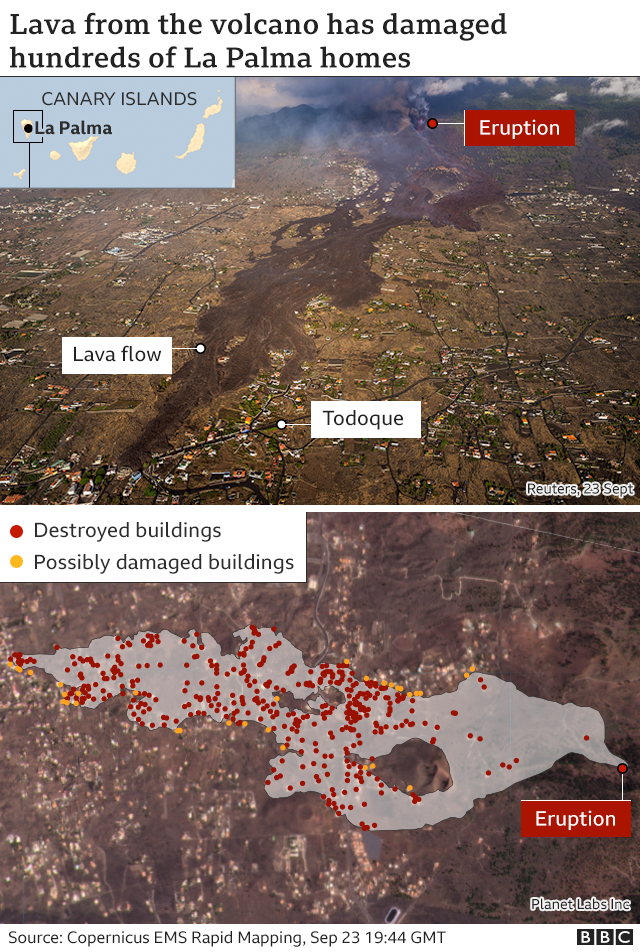 Lava from the volcano has damaged
hundreds of La Palma homes
CANARY ISLANDS
La Palma
Eruption
Lava flow
Todoque
Reuters, 23 Sept
Destroyed buildings
Possibly damaged buildings
Eruption
Planet Labs Inc
Source: Copernicus EMS Rapid Mapping, Sep 23 19:44 GMT
BBC